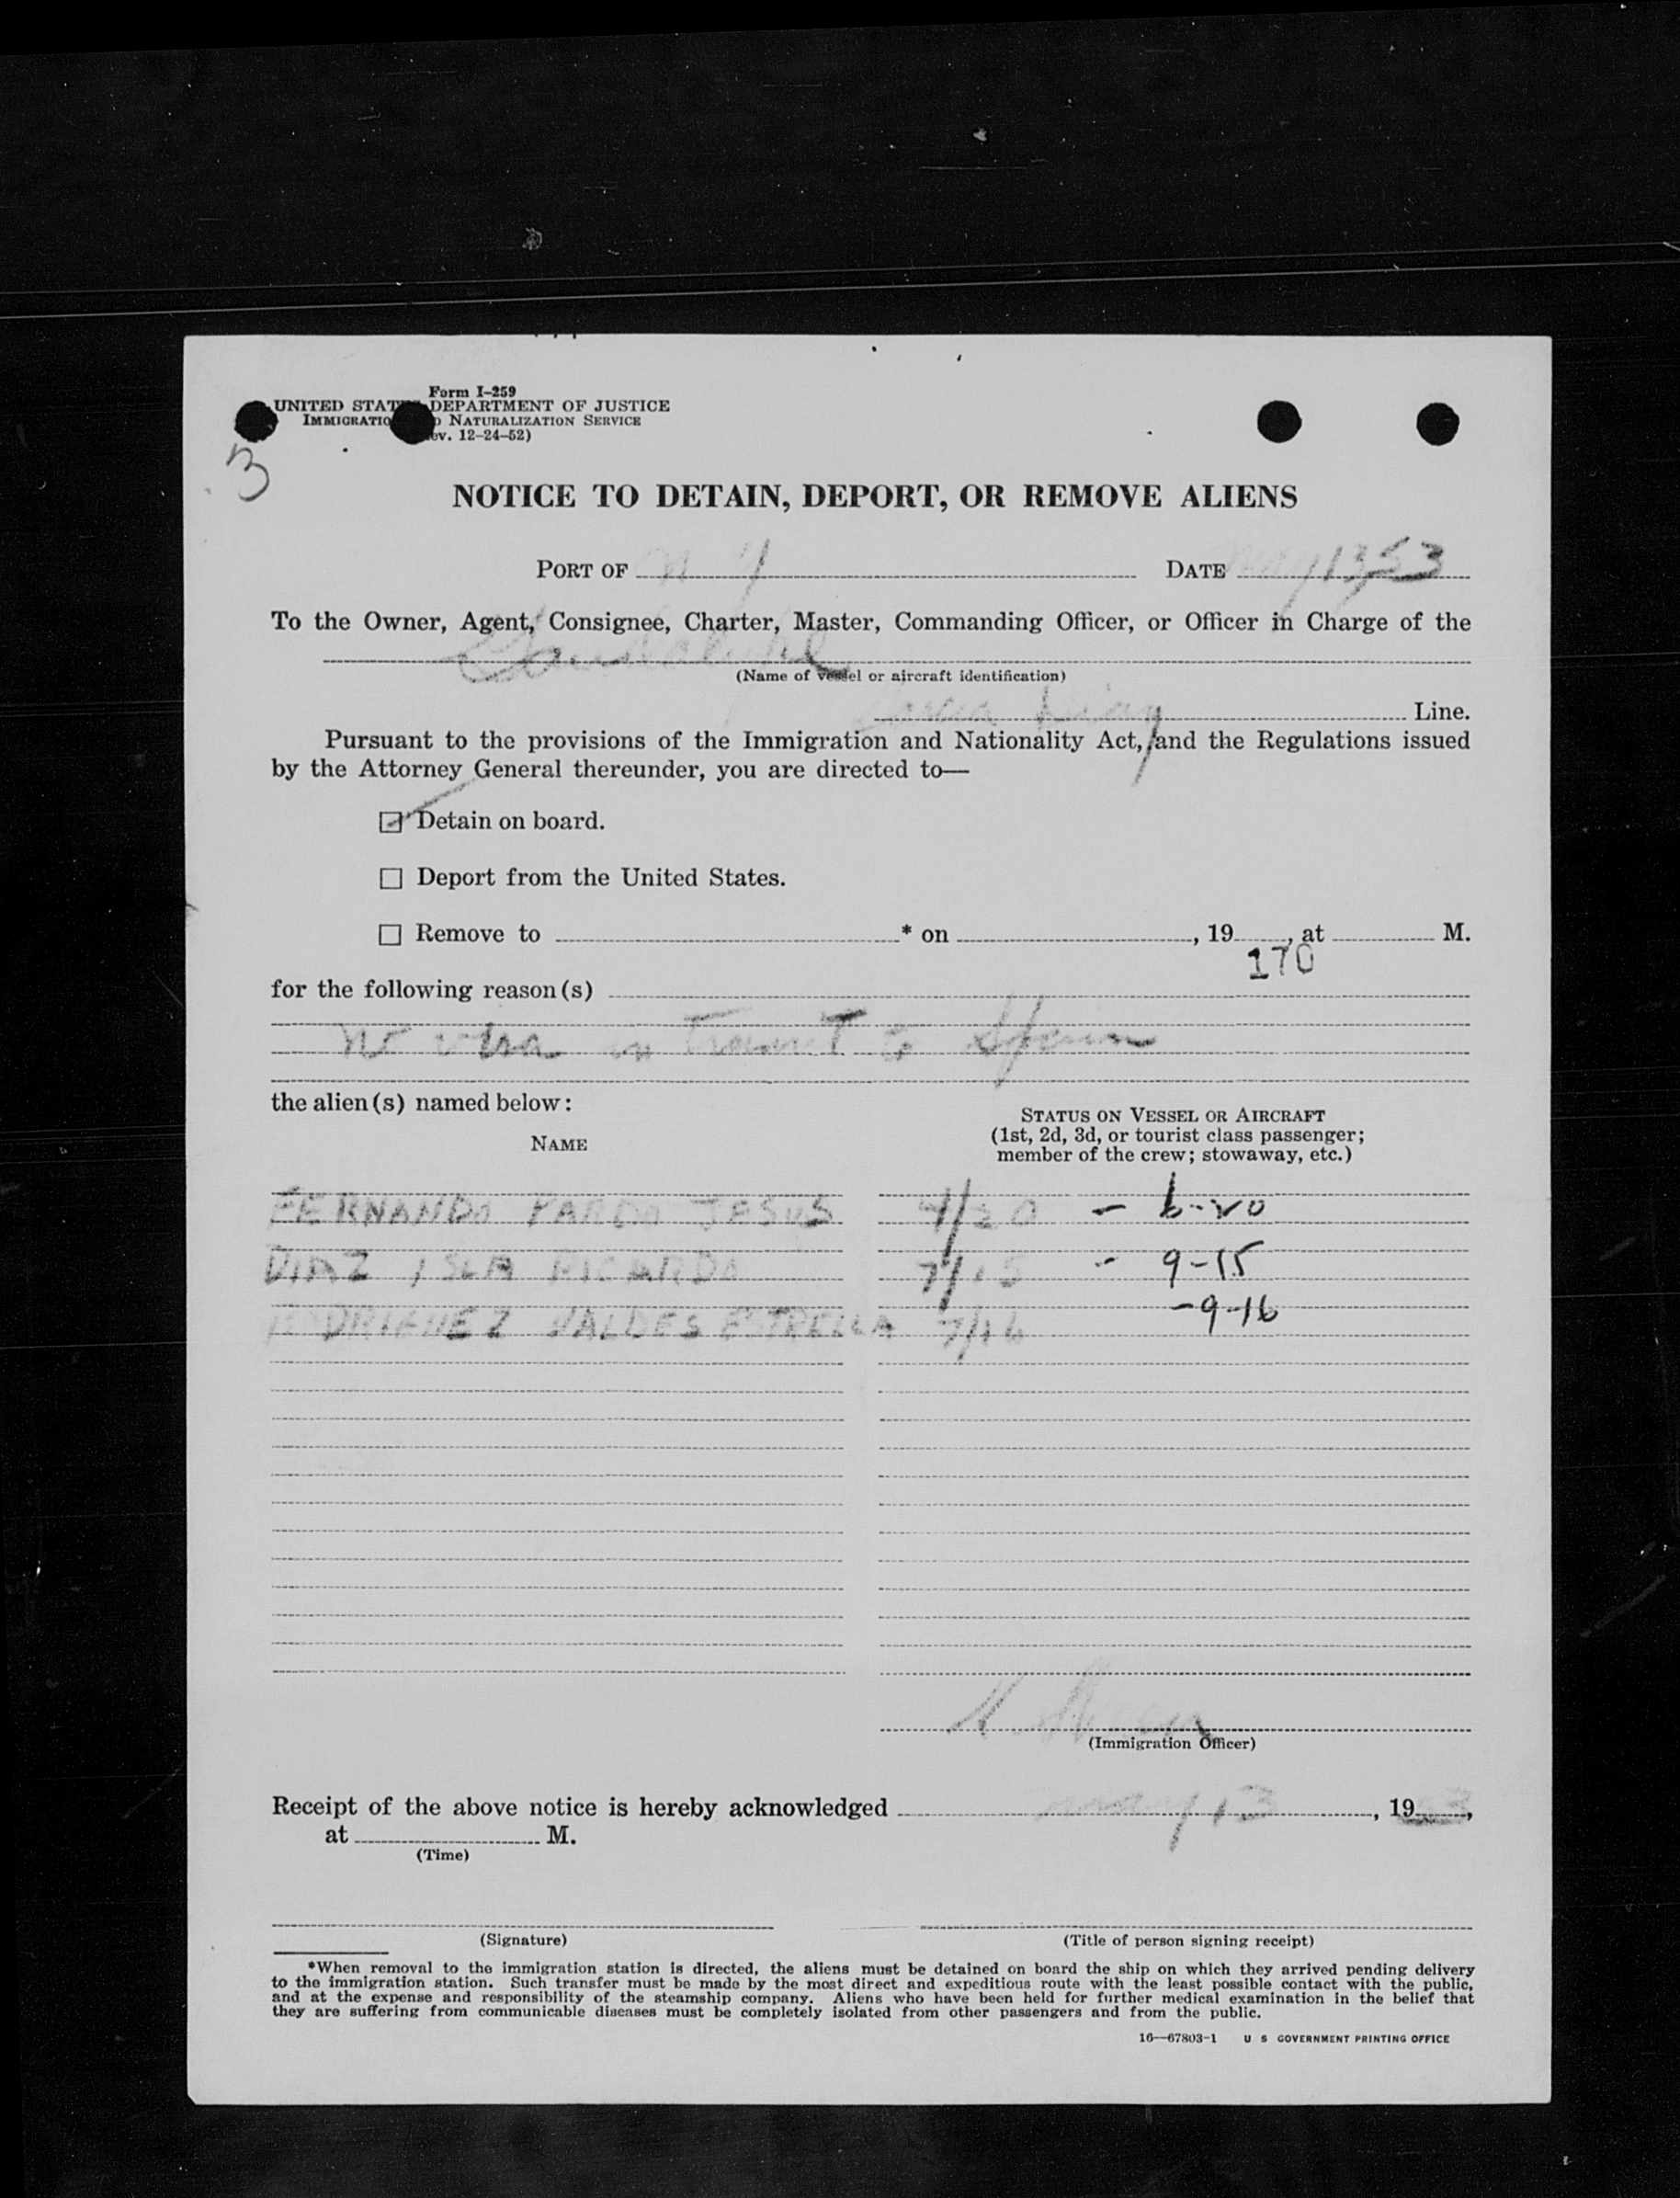 Form I-259
UNITED STAT DEPARTMENT OF JUSTICE
IMMIGRATIO NATURALIZATION SERVICE
ev. 12-24-52)
3
NOTICE TO DETAIN, DEPORT, OR REMOVE ALIENS
PORT OF N Y DATE May 13, 53
To the Owner, Agent, Consignee, Charter, Master, Commanding Officer, or Officer in Charge of the
(Name of vessel or aircraft identification)
Garcia Line.
Pursuant to the provisions of the Immigration and Nationality Act, and the Regulations issued
by the Attorney General thereunder, you are directed to—
☑ Detain on board.
☐ Deport from the United States.
☐ Remove to * on , 19 , at M.
170
for the following reason(s)
no visa in Transit to Spain
the alien(s) named below:
NAME
STATUS ON VESSEL OR AIRCRAFT
(1st, 2d, 3d, or tourist class passenger;
member of the crew; stowaway, etc.)
FERNANDO PARDO JESUS 4/20 - 6-20
DIAZ ISLA RICARDO 7/15 - 9-15
RODRIGUEZ VALDES ESTRELLA 7/16 - 9-16
(Immigration Officer)
Receipt of the above notice is hereby acknowledged May 13, 1953,
at M.
(Time)
(Signature) (Title of person signing receipt)
*When removal to the immigration station is directed, the aliens must be detained on board the ship on which they arrived pending delivery
to the immigration station. Such transfer must be made by the most direct and expeditious route with the least possible contact with the public,
and at the expense and responsibility of the steamship company. Aliens who have been held for further medical examination in the belief that
they are suffering from communicable diseases must be completely isolated from other passengers and from the public.
16—67803-1 U S GOVERNMENT PRINTING OFFICE